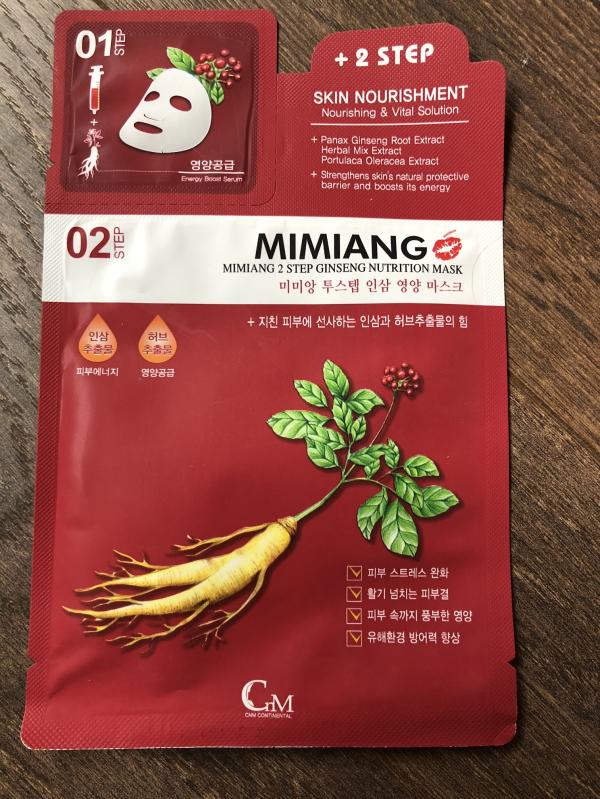 01
STEP
+
영양공급
Energy Boost Serum
+ 2 STEP
SKIN NOURISHMENT
Nourishing & Vital Solution
+ Panax Ginseng Root Extract
Herbal Mix Extract
Portulaca Oleracea Extract
+ Strengthens skin's natural protective
barrier and boosts its energy
02
STEP
MIMIANG
MIMIANG 2 STEP GINSENG NUTRITION MASK
미미앙 투스텝 인삼 영양 마스크
+ 지친 피부에 선사하는 인삼과 허브추출물의 힘
인삼
추출물
피부에너지
허브
추출물
영양공급
피부 스트레스 완화
활기 넘치는 피부결
피부 속까지 풍부한 영양
유해환경 방어력 향상
CNM
CNM CONTINENTAL